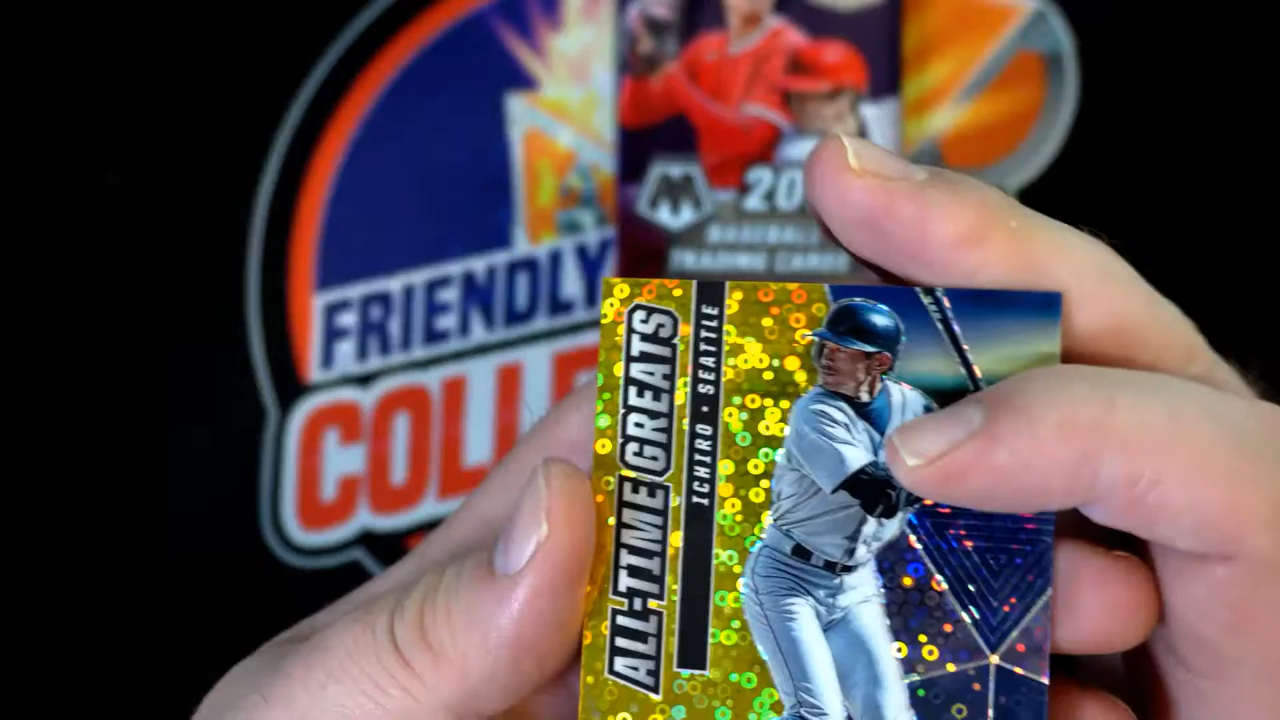 FRIENDLY
COLL
M
20
BASEBALL
TRADING CARDS
ALL-TIME GREATS
ICHIRO · SEATTLE